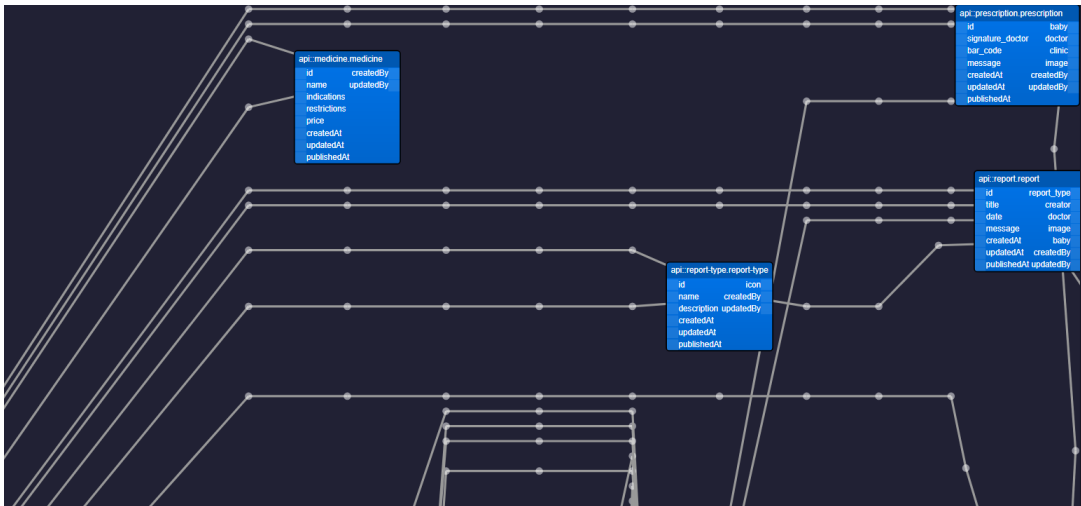 api::prescription.prescription
id baby
signature_doctor doctor
bar_code clinic
message image
createdAt createdBy
updatedAt updatedBy
publishedAt
api::medicine.medicine
id createdBy
name updatedBy
indications
restrictions
price
createdAt
updatedAt
publishedAt
api::report.report
id report_type
title creator
date doctor
message image
createdAt baby
updatedAt createdBy
publishedAt updatedBy
api::report-type.report-type
id icon
name createdBy
description updatedBy
createdAt
updatedAt
publishedAt